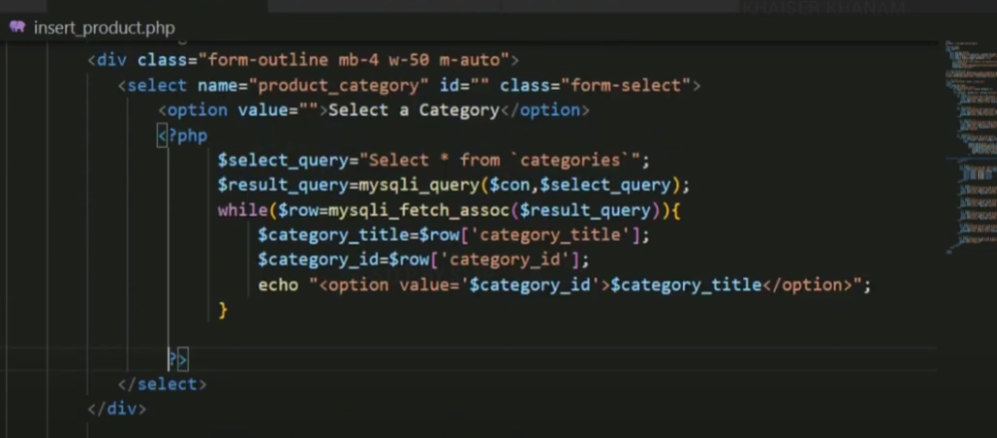 KHAISER KHANAM
insert_product.php
<div class="form-outline mb-4 w-50 m-auto">
<select name="product_category" id="" class="form-select">
<option value="">Select a Category</option>
<?php
$select_query="Select * from `categories`";
$result_query=mysqli_query($con,$select_query);
while($row=mysqli_fetch_assoc($result_query)){
$category_title=$row['category_title'];
$category_id=$row['category_id'];
echo "<option value='$category_id'>$category_title</option>";
}
?>
</select>
</div>